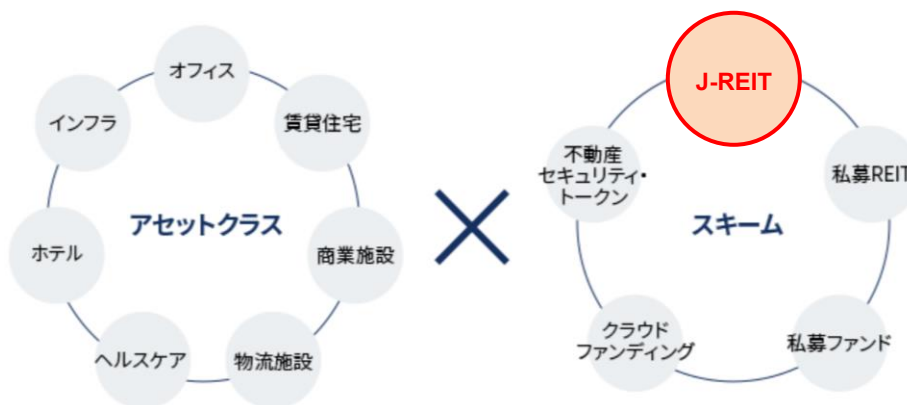 オフィス
賃貸住宅
商業施設
物流施設
ヘルスケア
ホテル
インフラ
アセットクラス
J-REIT
私募REIT
私募ファンド
クラウド
ファンディング
不動産
セキュリティ・
トークン
スキーム